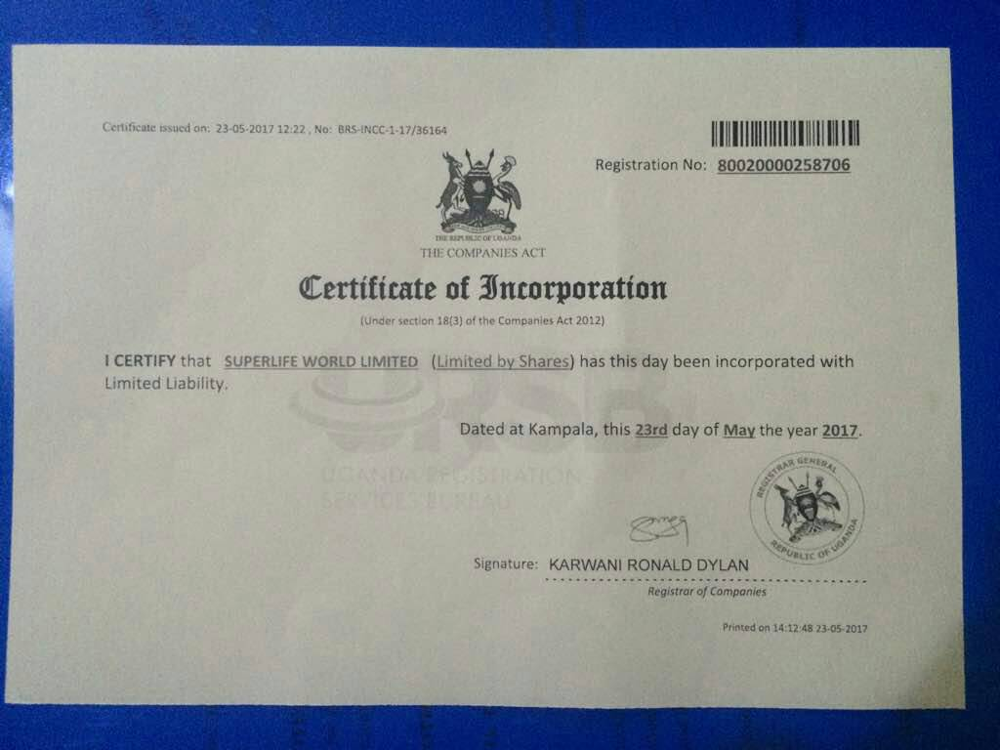 Certificate issued on: 23-05-2017 12:22 , No: BRS-INCC-1-17/36164
Registration No: 80020000258706
THE REPUBLIC OF UGANDA
THE COMPANIES ACT
Certificate of Incorporation
(Under section 18(3) of the Companies Act 2012)
I CERTIFY that SUPERLIFE WORLD LIMITED (Limited by Shares) has this day been incorporated with
Limited Liability.
URSB
UGANDA REGISTRATION
SERVICES BUREAU
Dated at Kampala, this 23rd day of May the year 2017.
REGISTRAR GENERAL
REPUBLIC OF UGANDA
Signature: KARWANI RONALD DYLAN
Registrar of Companies
Printed on 14:12:48 23-05-2017